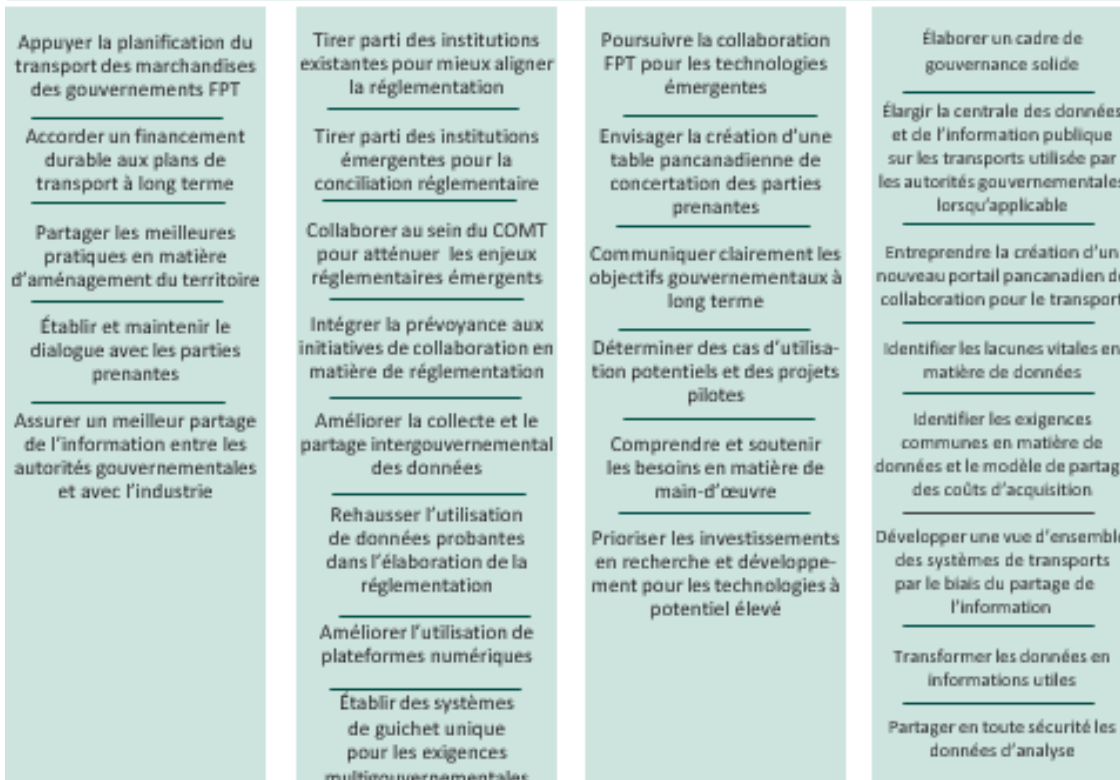 Appuyer la planification du
transport des marchandises
des gouvernements FPT
Accorder un financement
durable aux plans de
transport à long terme
Partager les meilleures
pratiques en matière
d'aménagement du territoire
Établir et maintenir le
dialogue avec les parties
prenantes
Assurer un meilleur partage
de l'information entre les
autorités gouvernementales
et avec l'industrie
Tirer parti des institutions
existantes pour mieux aligner
la réglementation
Tirer parti des institutions
émergentes pour la
conciliation réglementaire
Collaborer au sein du COMT
pour atténuer les enjeux
réglementaires émergents
Intégrer la prévoyance aux
initiatives de collaboration en
matière de réglementation
Améliorer la collecte et le
partage intergouvernemental
des données
Rehausser l'utilisation
de données probantes
dans l'élaboration de la
réglementation
Améliorer l'utilisation de
plateformes numériques
Établir des systèmes
de guichet unique
pour les exigences
multigouvernementales
Poursuivre la collaboration
FPT pour les technologies
émergentes
Envisager la création d'une
table pancanadienne de
concertation des parties
prenantes
Communiquer clairement les
objectifs gouvernementaux à
long terme
Déterminer des cas d'utilisa-
tion potentiels et des projets
pilotes
Comprendre et soutenir
les besoins en matière de
main-d'œuvre
Prioriser les investissements
en recherche et développe-
ment pour les technologies à
potentiel élevé
Élaborer un cadre de
gouvernance solide
Élargir la centrale des données
et de l'information publique
sur les transports utilisée par
les autorités gouvernementales
lorsqu'applicable
Entreprendre la création d'un
nouveau portail pancanadien de
collaboration pour le transport
Identifier les lacunes vitales en
matière de données
Identifier les exigences
communes en matière de
données et le modèle de partage
des coûts d'acquisition
Développer une vue d'ensemble
des systèmes de transports
par le biais du partage de
l'information
Transformer les données en
informations utiles
Partager en toute sécurité les
données d'analyse